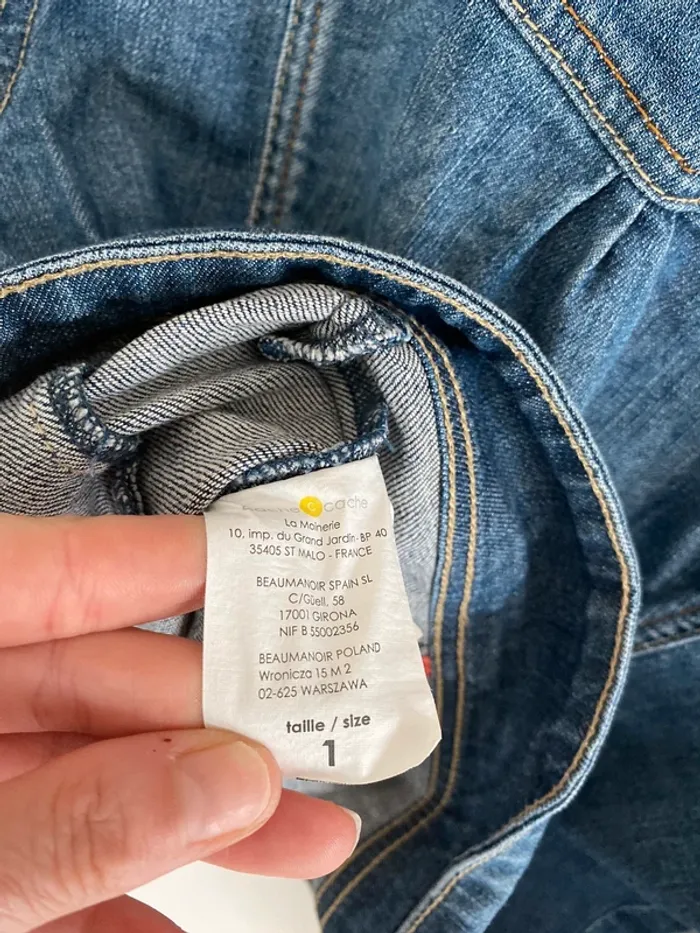 cache cache
La Moinerie
10, imp. du Grand Jardin-BP 40
35405 ST MALO - FRANCE
BEAUMANOIR SPAIN SL
C/Güell, 58
17001 GIRONA
NIF B 55002356
BEAUMANOIR POLAND
Wronicza 15 M 2
02-625 WARSZAWA
taille / size
1